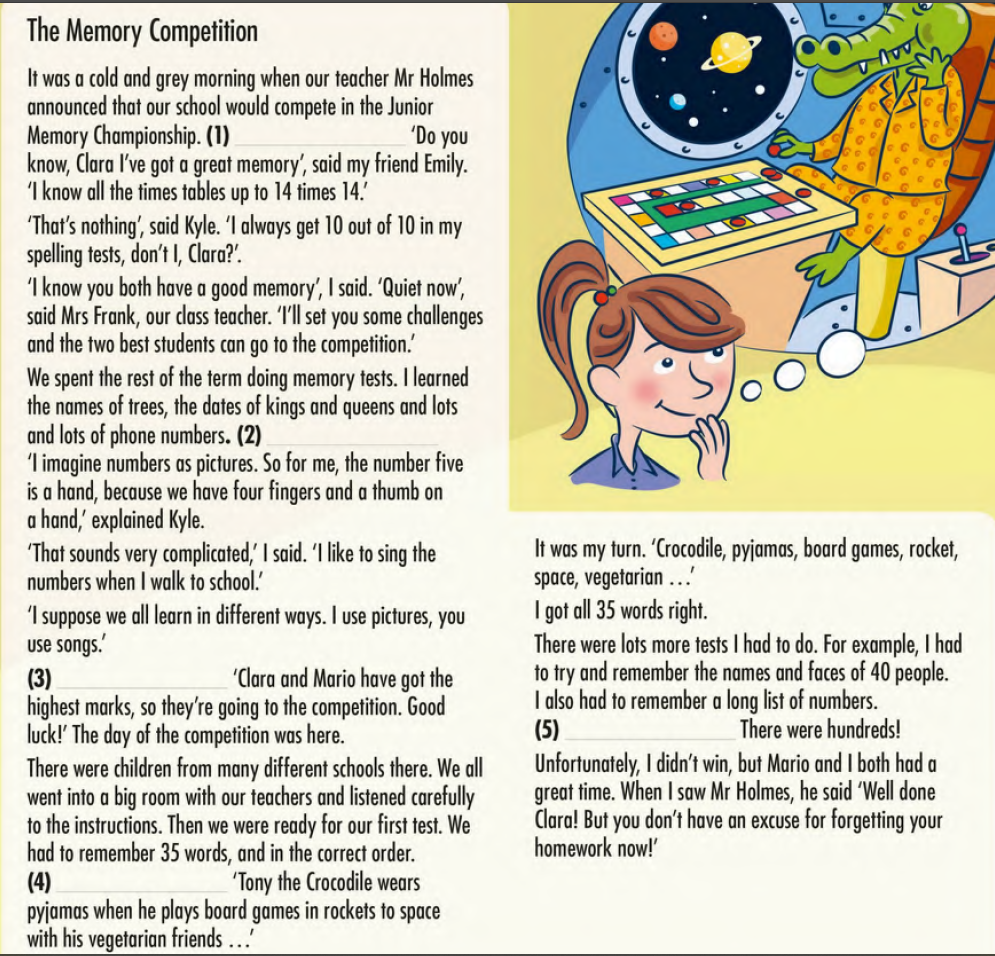 The Memory Competition
It was a cold and grey morning when our teacher Mr Holmes
announced that our school would compete in the Junior
Memory Championship. (1) ____________ 'Do you
know, Clara I've got a great memory', said my friend Emily.
'I know all the times tables up to 14 times 14.'
'That's nothing', said Kyle. 'I always get 10 out of 10 in my
spelling tests, don't I, Clara?'.
'I know you both have a good memory', I said. 'Quiet now',
said Mrs Frank, our class teacher. 'I'll set you some challenges
and the two best students can go to the competition.'
We spent the rest of the term doing memory tests. I learned
the names of trees, the dates of kings and queens and lots
and lots of phone numbers. (2) ____________
'I imagine numbers as pictures. So for me, the number five
is a hand, because we have four fingers and a thumb on
a hand,' explained Kyle.
'That sounds very complicated,' I said. 'I like to sing the
numbers when I walk to school.'
'I suppose we all learn in different ways. I use pictures, you
use songs.'
(3) ____________ 'Clara and Mario have got the
highest marks, so they're going to the competition. Good
luck!' The day of the competition was here.
There were children from many different schools there. We all
went into a big room with our teachers and listened carefully
to the instructions. Then we were ready for our first test. We
had to remember 35 words, and in the correct order.
(4) ____________ 'Tony the Crocodile wears
pyjamas when he plays board games in rockets to space
with his vegetarian friends ...'
It was my turn. 'Crocodile, pyjamas, board games, rocket,
space, vegetarian ...'
I got all 35 words right.
There were lots more tests I had to do. For example, I had
to try and remember the names and faces of 40 people.
I also had to remember a long list of numbers.
(5) ____________ There were hundreds!
Unfortunately, I didn't win, but Mario and I both had a
great time. When I saw Mr Holmes, he said 'Well done
Clara! But you don't have an excuse for forgetting your
homework now!'